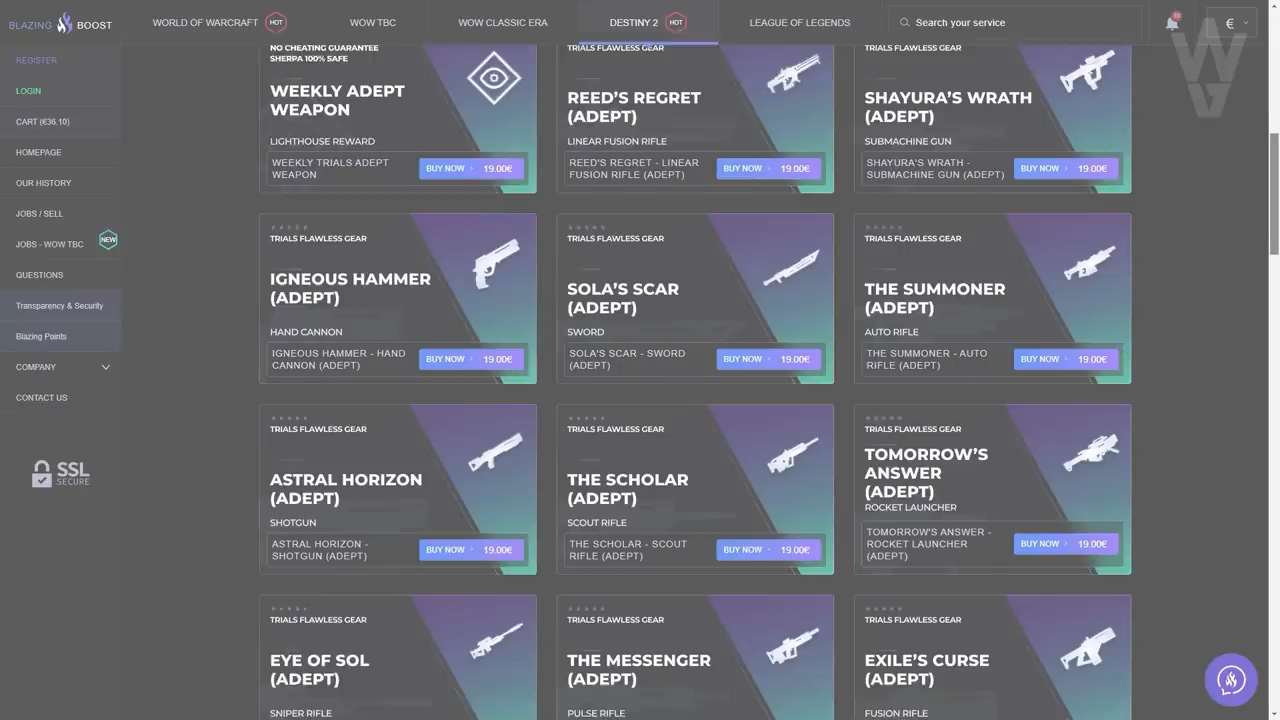 BLAZING BOOST
WORLD OF WARCRAFT HOT
WOW TBC
WOW CLASSIC ERA
DESTINY 2 HOT
LEAGUE OF LEGENDS
Search your service
€
REGISTER
LOGIN
CART (€36.10)
HOMEPAGE
OUR HISTORY
JOBS / SELL
JOBS - WOW TBC NEW
QUESTIONS
Transparency & Security
Blazing Points
COMPANY
CONTACT US
SSL
SECURE
NO CHEATING GUARANTEE
SHERPA 100% SAFE
WEEKLY ADEPT
WEAPON
LIGHTHOUSE REWARD
WEEKLY TRIALS ADEPT
WEAPON
BUY NOW 19.00€
TRIALS FLAWLESS GEAR
REED'S REGRET
(ADEPT)
LINEAR FUSION RIFLE
REED'S REGRET - LINEAR
FUSION RIFLE (ADEPT)
BUY NOW 19.00€
TRIALS FLAWLESS GEAR
SHAYURA'S WRATH
(ADEPT)
SUBMACHINE GUN
SHAYURA'S WRATH -
SUBMACHINE GUN (ADEPT)
BUY NOW 19.00€
TRIALS FLAWLESS GEAR
IGNEOUS HAMMER
(ADEPT)
HAND CANNON
IGNEOUS HAMMER - HAND
CANNON (ADEPT)
BUY NOW 19.00€
TRIALS FLAWLESS GEAR
SOLA'S SCAR
(ADEPT)
SWORD
SOLA'S SCAR - SWORD
(ADEPT)
BUY NOW 19.00€
TRIALS FLAWLESS GEAR
THE SUMMONER
(ADEPT)
AUTO RIFLE
THE SUMMONER - AUTO
RIFLE (ADEPT)
BUY NOW 19.00€
TRIALS FLAWLESS GEAR
ASTRAL HORIZON
(ADEPT)
SHOTGUN
ASTRAL HORIZON -
SHOTGUN (ADEPT)
BUY NOW 19.00€
TRIALS FLAWLESS GEAR
THE SCHOLAR
(ADEPT)
SCOUT RIFLE
THE SCHOLAR - SCOUT
RIFLE (ADEPT)
BUY NOW 19.00€
TRIALS FLAWLESS GEAR
TOMORROW'S
ANSWER
(ADEPT)
ROCKET LAUNCHER
TOMORROW'S ANSWER -
ROCKET LAUNCHER
(ADEPT)
BUY NOW 19.00€
TRIALS FLAWLESS GEAR
EYE OF SOL
(ADEPT)
SNIPER RIFLE
TRIALS FLAWLESS GEAR
THE MESSENGER
(ADEPT)
PULSE RIFLE
TRIALS FLAWLESS GEAR
EXILE'S CURSE
(ADEPT)
FUSION RIFLE